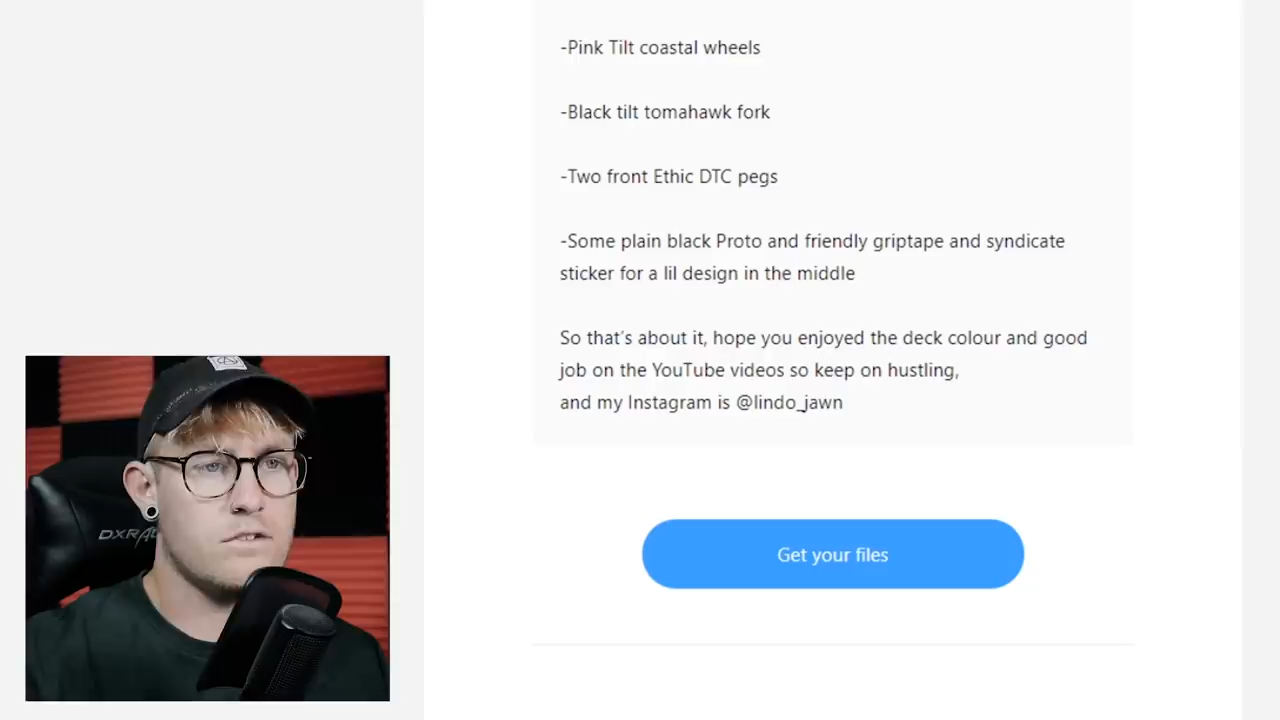 -Pink Tilt coastal wheels
-Black tilt tomahawk fork
-Two front Ethic DTC pegs
-Some plain black Proto and friendly griptape and syndicate
sticker for a lil design in the middle
So that's about it, hope you enjoyed the deck colour and good
job on the YouTube videos so keep on hustling,
and my Instagram is @lindo_jawn
Get your files